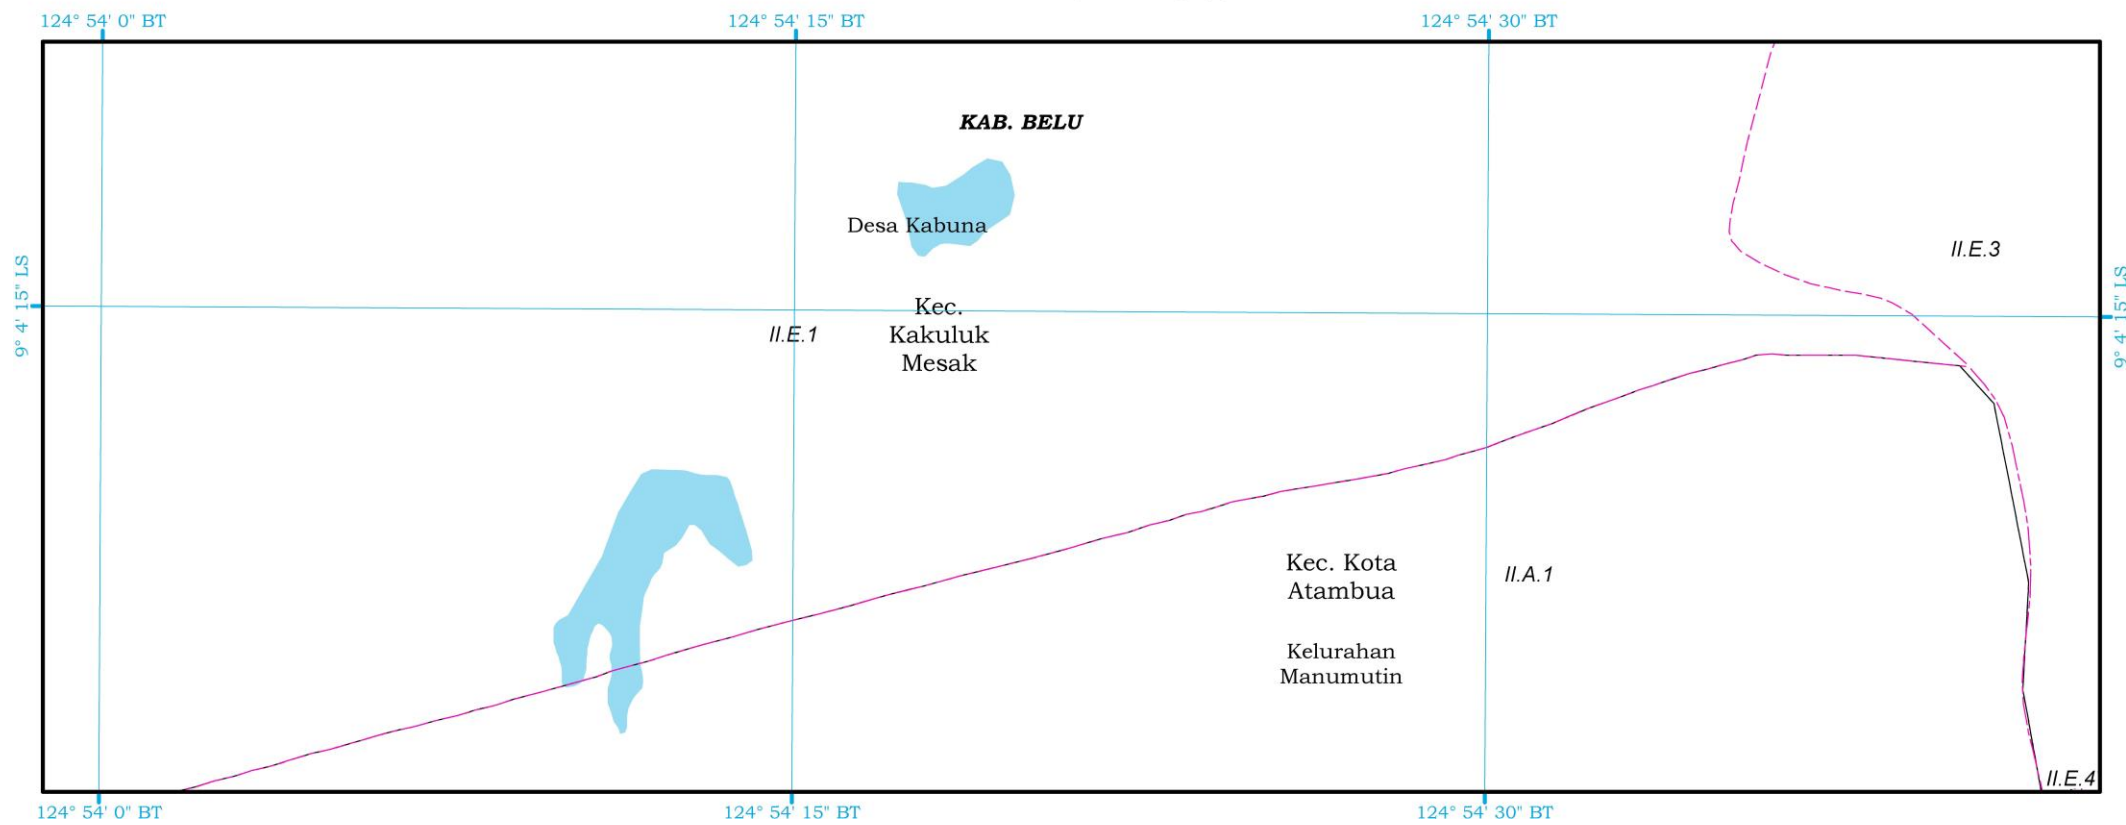 124° 54' 0" BT
124° 54' 15" BT
124° 54' 30" BT
KAB. BELU
Desa Kabuna
II.E.3
9° 4' 15" LS
9° 4' 15" LS
Kec.
Kakuluk
Mesak
II.E.1
Kec. Kota
Atambua
II.A.1
Kelurahan
Manumutin
II.E.4
124° 54' 0" BT
124° 54' 15" BT
124° 54' 30" BT